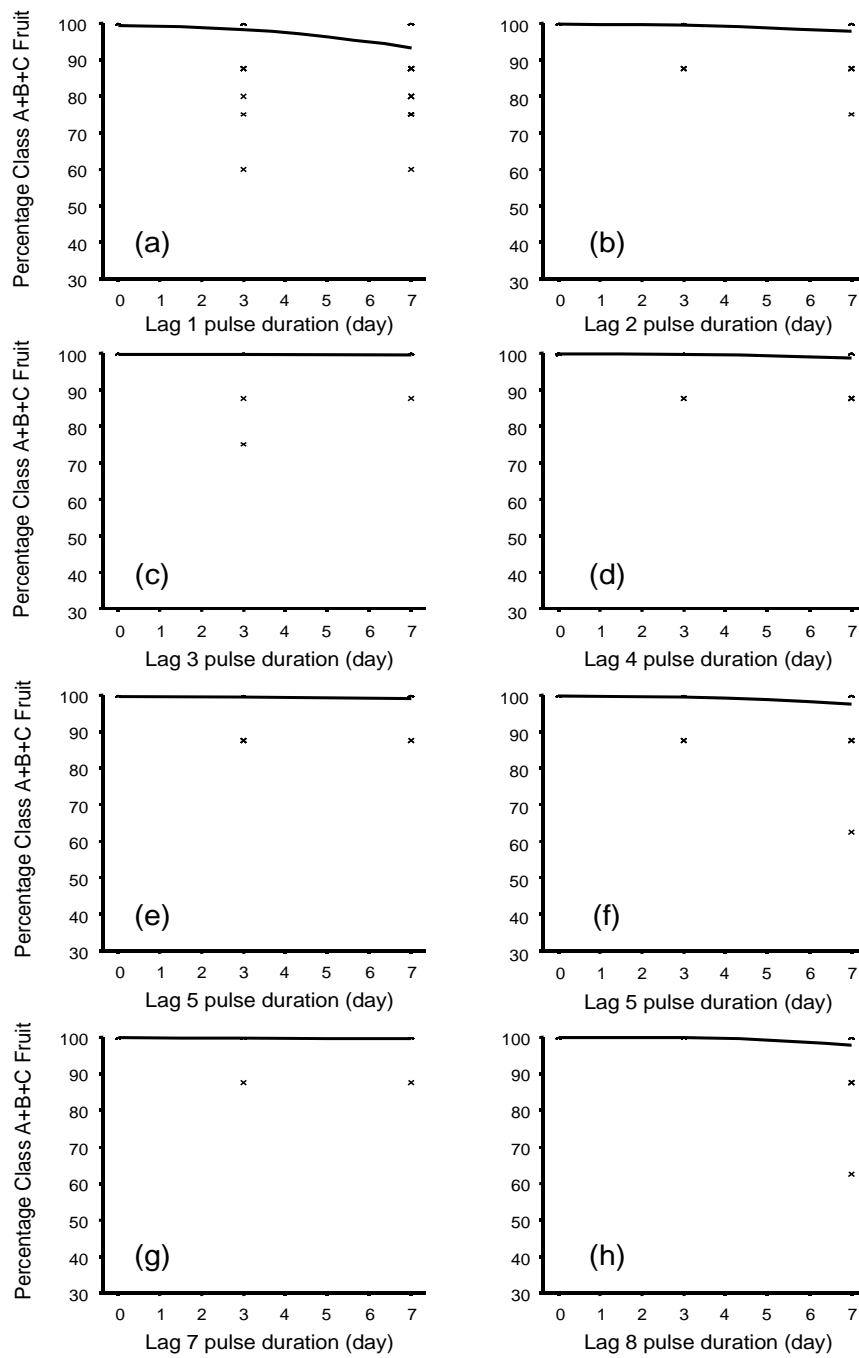 Percentage Class A+B+C Fruit
100
90
80
70
60
50
40
30
(a)
0 1 2 3 4 5 6 7
Lag 1 pulse duration (day)
100
90
80
70
60
50
40
30
(b)
0 1 2 3 4 5 6 7
Lag 2 pulse duration (day)
Percentage Class A+B+C Fruit
100
90
80
70
60
50
40
30
(c)
0 1 2 3 4 5 6 7
Lag 3 pulse duration (day)
100
90
80
70
60
50
40
30
(d)
0 1 2 3 4 5 6 7
Lag 4 pulse duration (day)
Percentage Class A+B+C Fruit
100
90
80
70
60
50
40
30
(e)
0 1 2 3 4 5 6 7
Lag 5 pulse duration (day)
100
90
80
70
60
50
40
30
(f)
0 1 2 3 4 5 6 7
Lag 5 pulse duration (day)
Percentage Class A+B+C Fruit
100
90
80
70
60
50
40
30
(g)
0 1 2 3 4 5 6 7
Lag 7 pulse duration (day)
100
90
80
70
60
50
40
30
(h)
0 1 2 3 4 5 6 7
Lag 8 pulse duration (day)